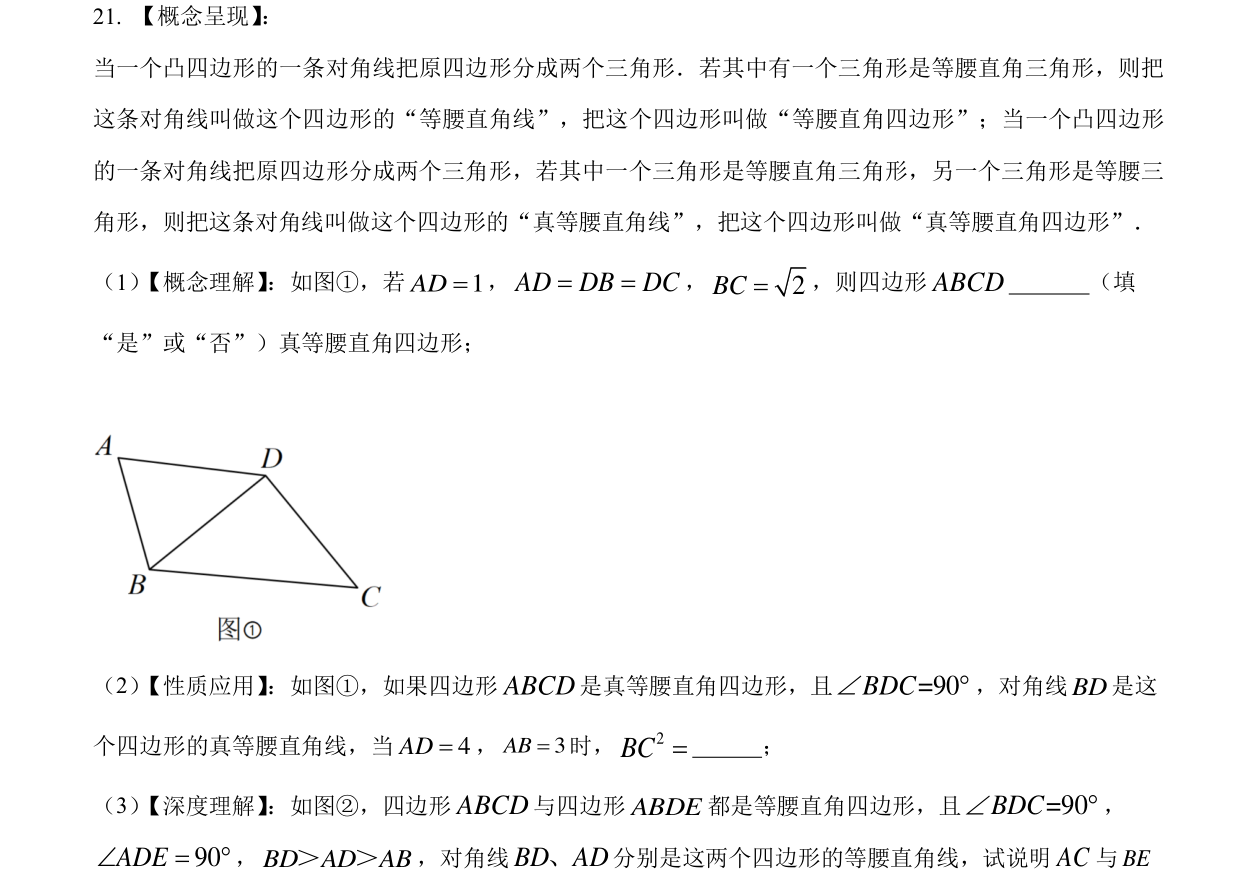 21. 【概念呈现】:
当一个凸四边形的一条对角线把原四边形分成两个三角形．若其中有一个三角形是等腰直角三角形，则把
这条对角线叫做这个四边形的“等腰直角线”，把这个四边形叫做“等腰直角四边形”；当一个凸四边形
的一条对角线把原四边形分成两个三角形，若其中一个三角形是等腰直角三角形，另一个三角形是等腰三
角形，则把这条对角线叫做这个四边形的“真等腰直角线”，把这个四边形叫做“真等腰直角四边形”．
（1）【概念理解】：如图①，若 AD=1，AD=DB=DC，BC=√2，则四边形 ABCD ______（填
“是”或“否”）真等腰直角四边形；
A
D
B
C
图①
（2）【性质应用】：如图①，如果四边形 ABCD 是真等腰直角四边形，且∠BDC=90°，对角线 BD 是这
个四边形的真等腰直角线，当 AD=4，AB=3时，BC²=______；
（3）【深度理解】：如图②，四边形 ABCD 与四边形 ABDE 都是等腰直角四边形，且∠BDC=90°，
∠ADE=90°，BD>AD>AB，对角线 BD、AD 分别是这两个四边形的等腰直角线，试说明 AC 与 BE